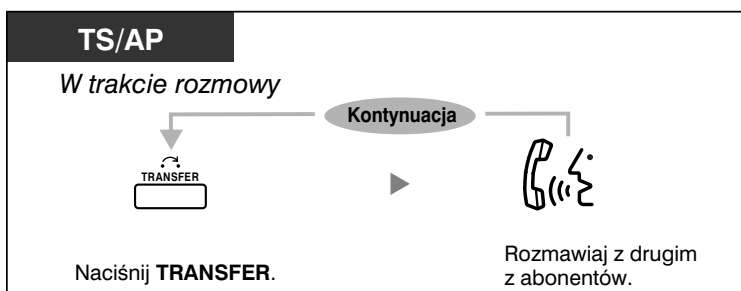 TS/AP
W trakcie rozmowy
Kontynuacja
TRANSFER
Naciśnij TRANSFER.
Rozmawiaj z drugim
z abonentów.